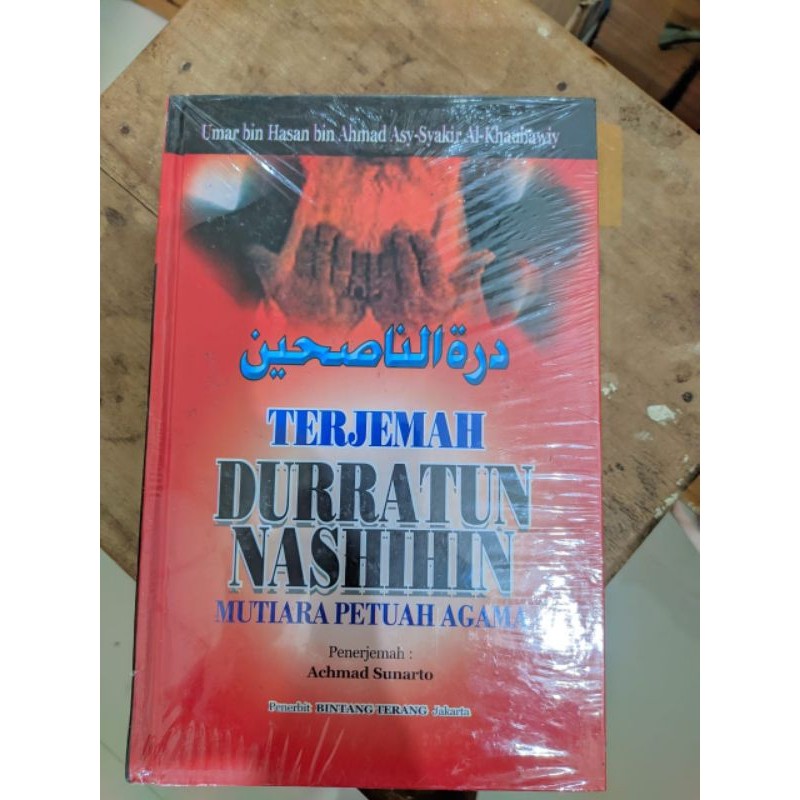 Umar bin Hasan bin Ahmad Asy-Syakir Al-Khaubawiy
درة الناصحين
TERJEMAH
DURRATUN
NASHIHIN
MUTIARA PETUAH AGAMA
Penerjemah :
Achmad Sunarto
Penerbit BINTANG TERANG Jakarta